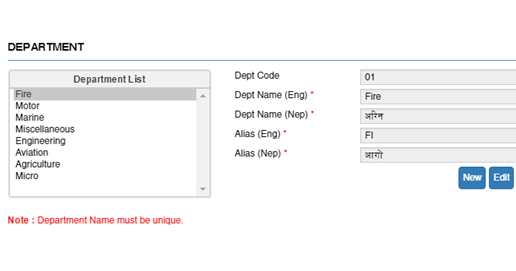 DEPARTMENT
Department List
Fire
Motor
Marine
Miscellaneous
Engineering
Aviation
Agriculture
Micro
Dept Code 01
Dept Name (Eng) * Fire
Dept Name (Nep) * अग्नि
Alias (Eng) * FI
Alias (Nep) * आगो
New Edit
Note : Department Name must be unique.